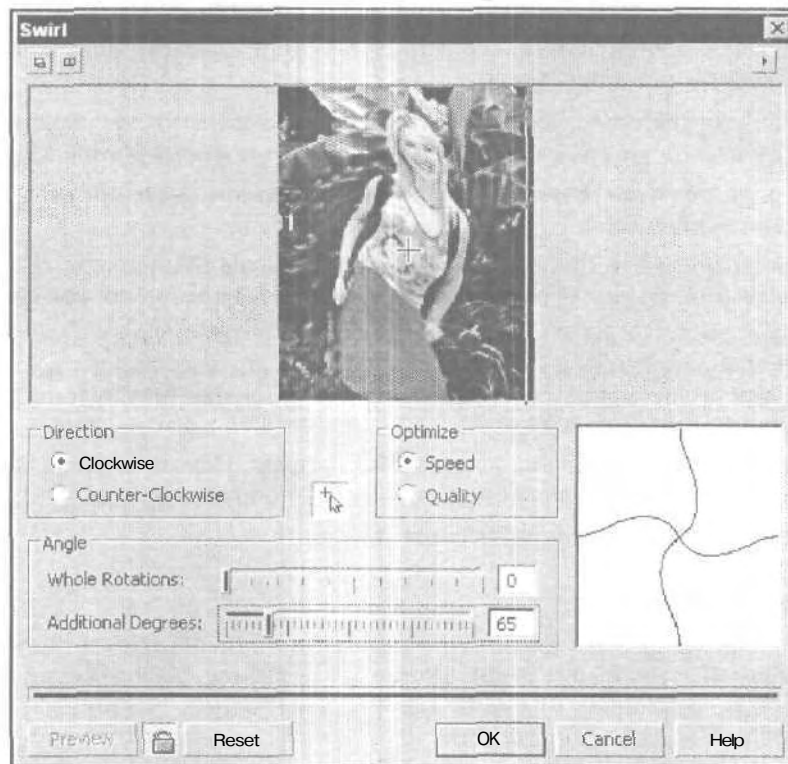 Swirl
Direction
Clockwise
Counter-Clockwise
Optimize
Speed
Quality
Angle
Whole Rotations: 0
Additional Degrees: 65
Preview Reset OK Cancel Help